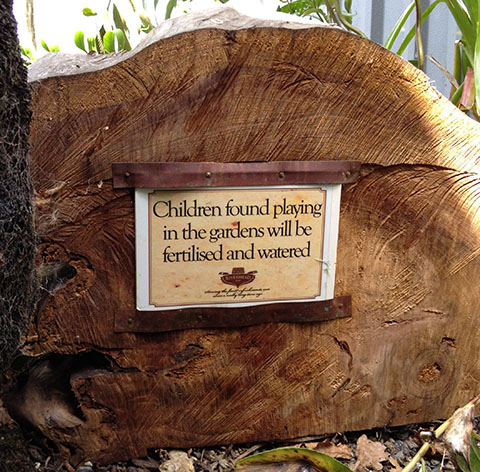 Children found playing
in the gardens will be
fertilised and watered